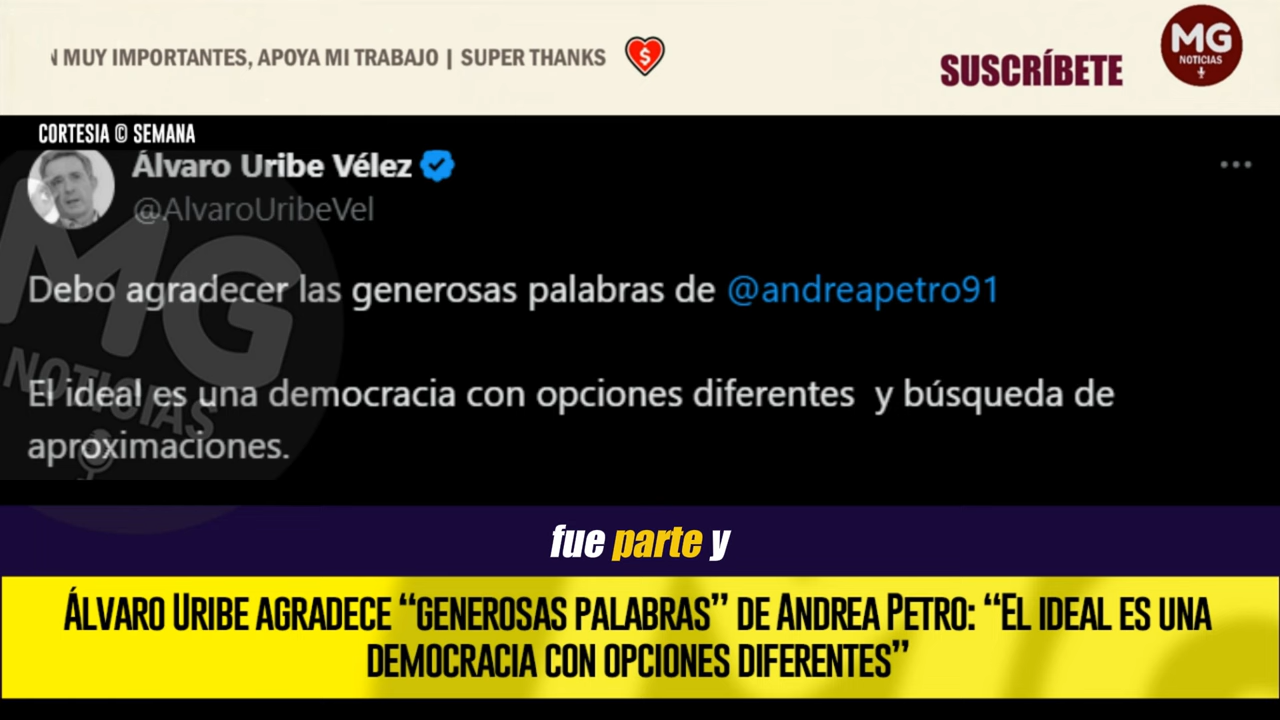 MUY IMPORTANTES, APOYA MI TRABAJO | SUPER THANKS
SUSCRÍBETE
MG
NOTICIAS
CORTESIA © SEMANA
Álvaro Uribe Vélez
@AlvaroUribeVel
Debo agradecer las generosas palabras de @andreapetro91
El ideal es una democracia con opciones diferentes y búsqueda de
aproximaciones.
MG
NOTICIAS
fue parte y
ÁLVARO URIBE AGRADECE “GENEROSAS PALABRAS” DE ANDREA PETRO: “EL IDEAL ES UNA
DEMOCRACIA CON OPCIONES DIFERENTES”